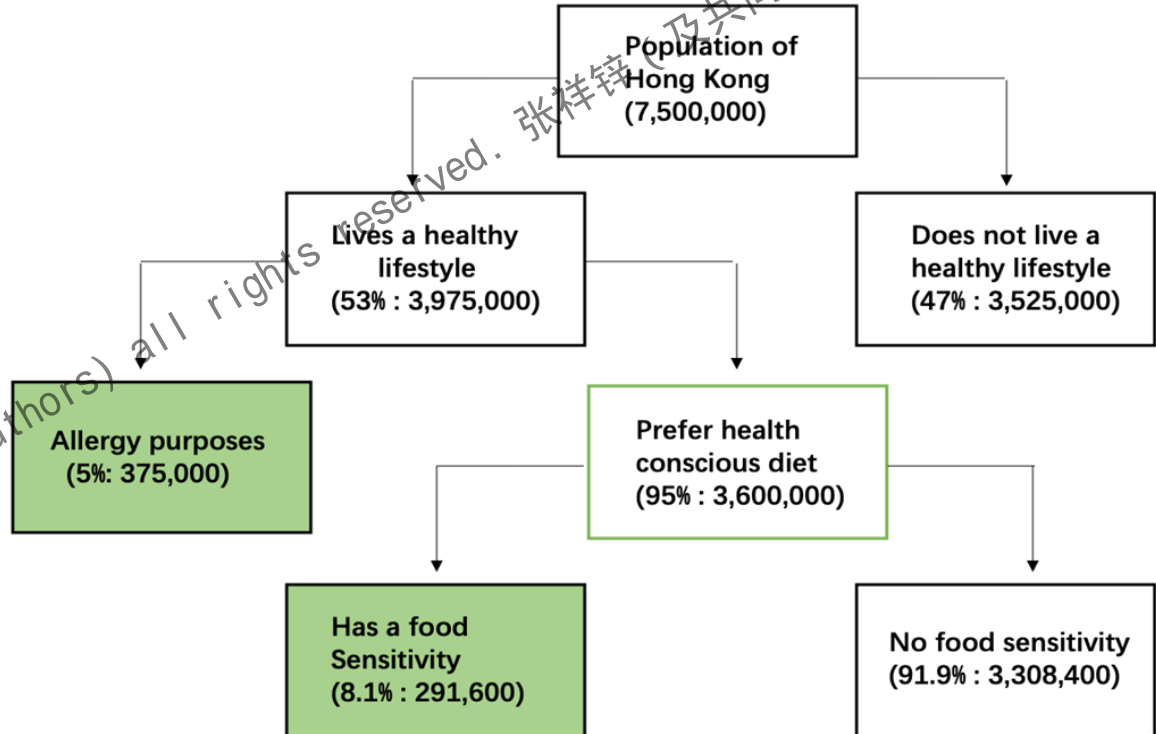 Population of
Hong Kong
(7,500,000)
Lives a healthy
lifestyle
(53% : 3,975,000)
Does not live a
healthy lifestyle
(47% : 3,525,000)
Allergy purposes
(5%: 375,000)
Prefer health
conscious diet
(95% : 3,600,000)
Has a food
Sensitivity
(8.1% : 291,600)
No food sensitivity
(91.9% : 3,308,400)
all rights reserved. 张祥锌 ( 及共